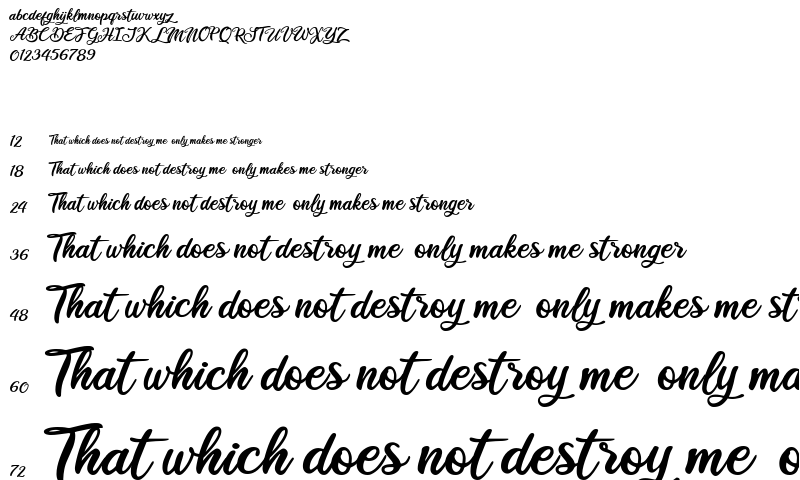 abcdefghijklmnopqrstuvwxyz
ABCDEFGHIJKLMNOPQRSTUVWXYZ
0123456789
12 That which does not destroy me only makes me stronger
18 That which does not destroy me only makes me stronger
24 That which does not destroy me only makes me stronger
36 That which does not destroy me only makes me stronger
48 That which does not destroy me only makes me st
60 That which does not destroy me only ma
72 That which does not destroy me o